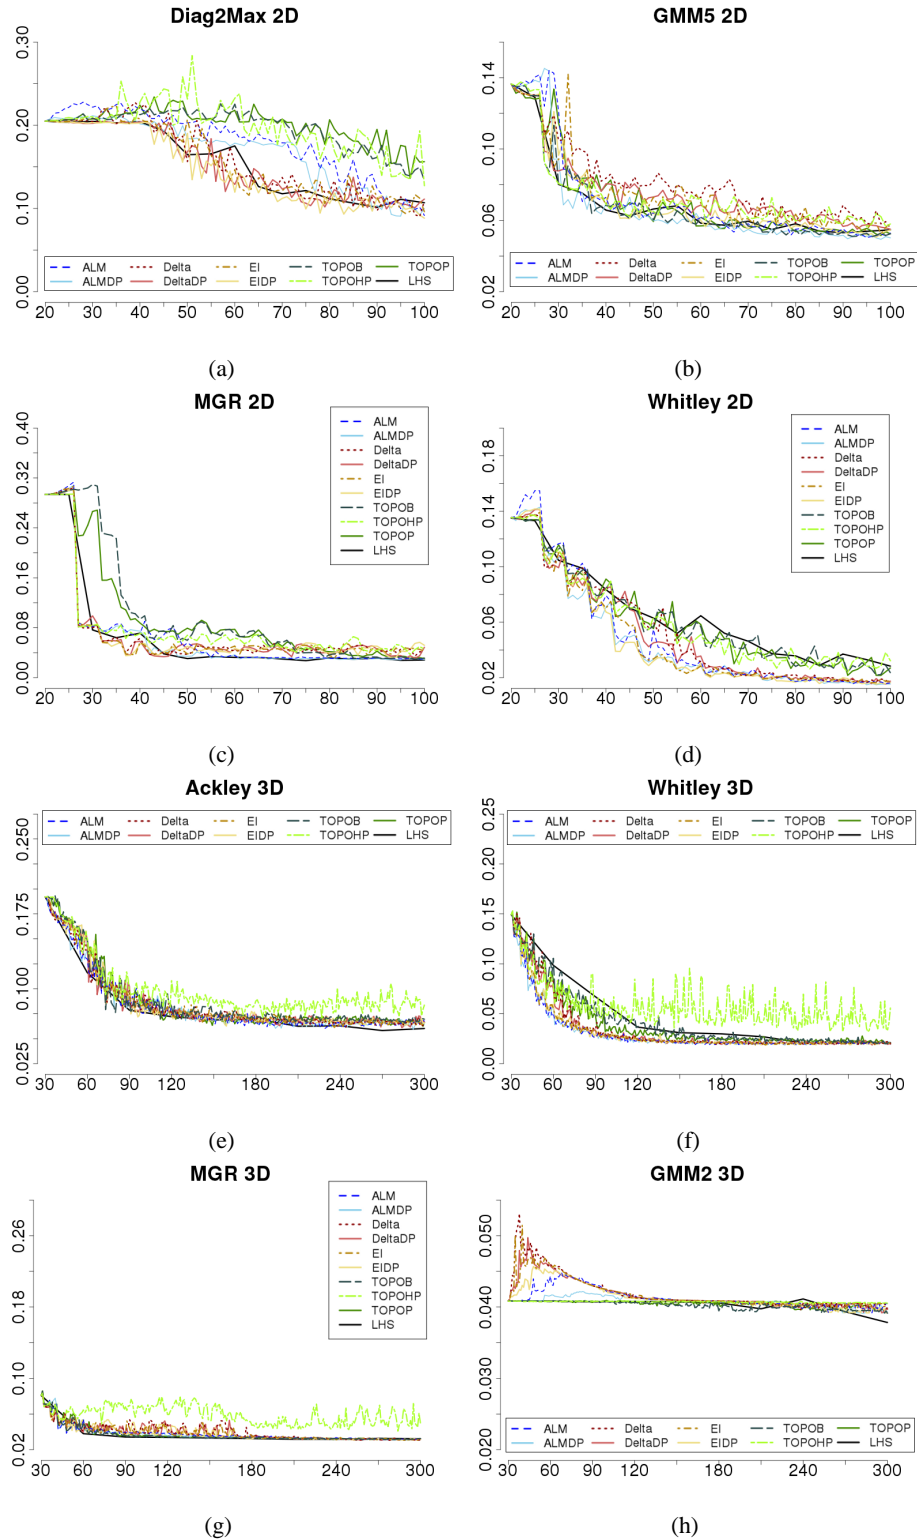 Diag2Max 2D
0.00 0.10 0.20 0.30
ALM Delta EI TOPOB TOPOP
ALMDP DeltaDP EIDP TOPOHP LHS
20 30 40 50 60 70 80 90 100
(a)
GMM5 2D
0.02 0.06 0.10 0.14
ALM Delta EI TOPOB TOPOP
ALMDP DeltaDP EIDP TOPOHP LHS
20 30 40 50 60 70 80 90 100
(b)
MGR 2D
0.00 0.08 0.16 0.24 0.32 0.40
ALM
ALMDP
Delta
DeltaDP
EI
EIDP
TOPOB
TOPOHP
TOPOP
LHS
20 30 40 50 60 70 80 90 100
(c)
Whitley 2D
0.02 0.06 0.10 0.14 0.18
ALM
ALMDP
Delta
DeltaDP
EI
EIDP
TOPOB
TOPOHP
TOPOP
LHS
20 30 40 50 60 70 80 90 100
(d)
Ackley 3D
0.025 0.100 0.175 0.250
ALM Delta EI TOPOB TOPOP
ALMDP DeltaDP EIDP TOPOHP LHS
30 60 90 120 180 240 300
(e)
Whitley 3D
0.00 0.05 0.10 0.15 0.20 0.25
ALM Delta EI TOPOB TOPOP
ALMDP DeltaDP EIDP TOPOHP LHS
30 60 90 120 180 240 300
(f)
MGR 3D
0.02 0.10 0.18 0.26
ALM
ALMDP
Delta
DeltaDP
EI
EIDP
TOPOB
TOPOHP
TOPOP
LHS
30 60 90 120 180 240 300
(g)
GMM2 3D
0.020 0.030 0.040 0.050
ALM Delta EI TOPOB TOPOP
ALMDP DeltaDP EIDP TOPOHP LHS
30 60 90 120 180 240 300
(h)